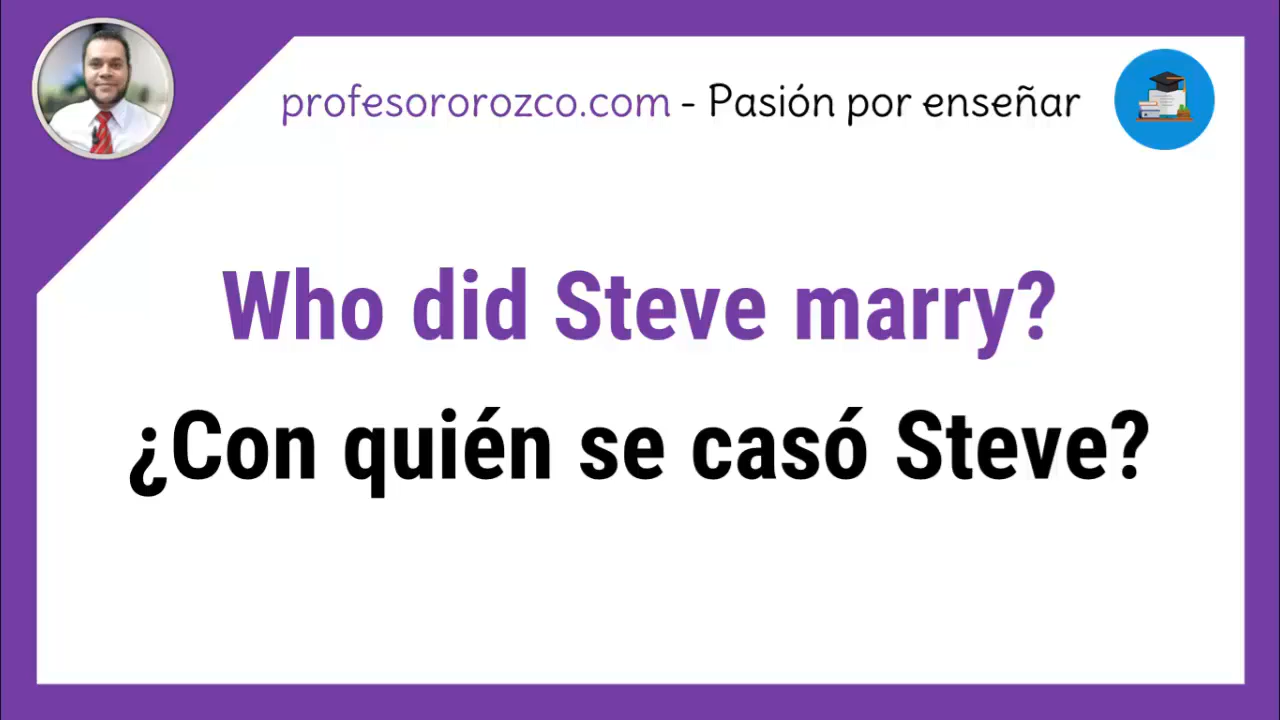 profesororozco.com - Pasión por enseñar
Who did Steve marry?
¿Con quién se casó Steve?